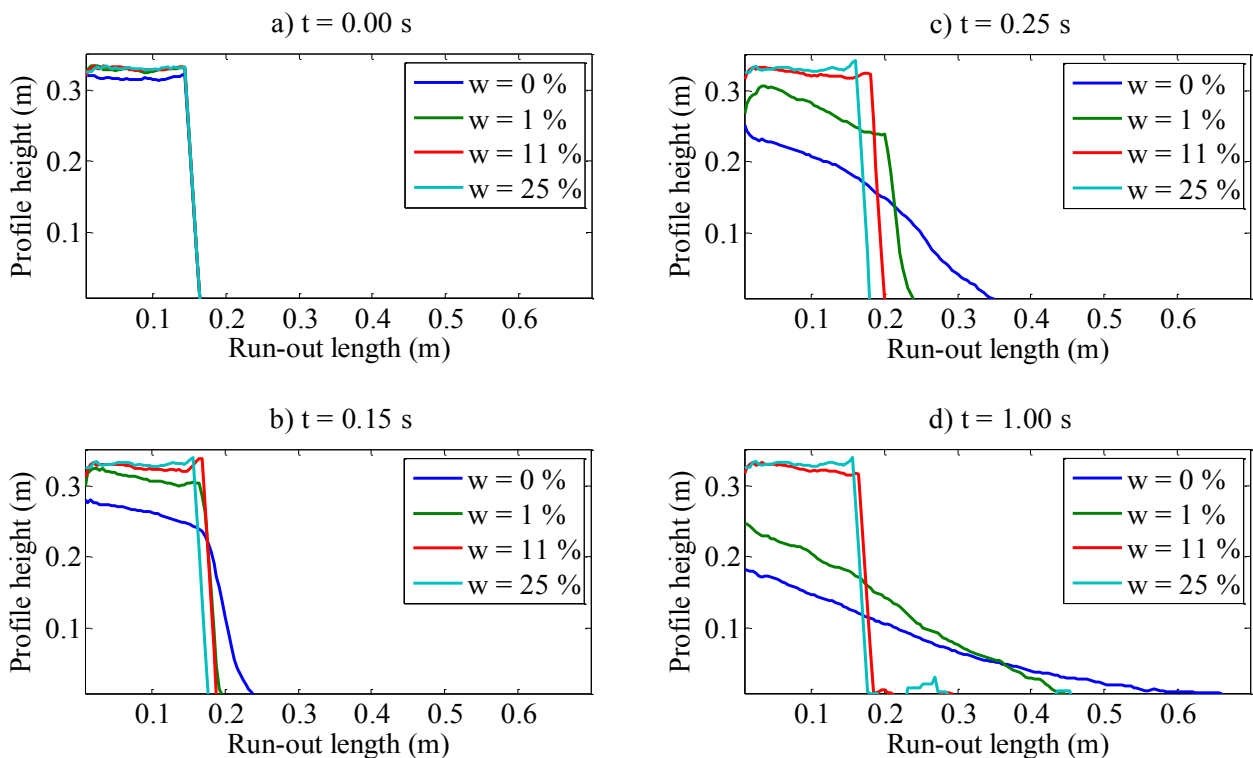 a) t = 0.00 s
Profile height (m)
0.3
0.2
0.1
w = 0 %
w = 1 %
w = 11 %
w = 25 %
0.1 0.2 0.3 0.4 0.5 0.6
Run-out length (m)
c) t = 0.25 s
Profile height (m)
0.3
0.2
0.1
w = 0 %
w = 1 %
w = 11 %
w = 25 %
0.1 0.2 0.3 0.4 0.5 0.6
Run-out length (m)
b) t = 0.15 s
Profile height (m)
0.3
0.2
0.1
w = 0 %
w = 1 %
w = 11 %
w = 25 %
0.1 0.2 0.3 0.4 0.5 0.6
Run-out length (m)
d) t = 1.00 s
Profile height (m)
0.3
0.2
0.1
w = 0 %
w = 1 %
w = 11 %
w = 25 %
0.1 0.2 0.3 0.4 0.5 0.6
Run-out length (m)